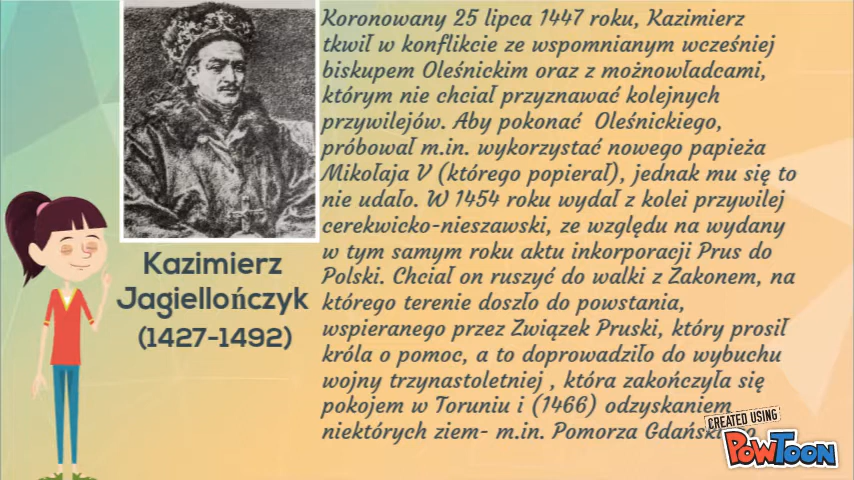 Koronowany 25 lipca 1447 roku, Kazimierz
tkwił w konflikcie ze wspomnianym wcześniej
biskupem Oleśnickim oraz z możnowładcami,
którym nie chciał przyznawać kolejnych
przywilejów. Aby pokonać Oleśnickiego,
próbował m.in. wykorzystać nowego papieża
Mikołaja V (którego popierał), jednak mu się to
nie udało. W 1454 roku wydał z kolei przywilej
cerekwicko-nieszawski, ze względu na wydany
w tym samym roku aktu inkorporacji Prus do
Polski. Chciał on ruszyć do walki z Zakonem, na
którego terenie doszło do powstania,
wspieranego przez Związek Pruski, który prosił
króla o pomoc, a to doprowadziło do wybuchu
wojny trzynastoletniej , która zakończyła się
pokojem w Toruniu i (1466) odzyskaniem
niektórych ziem- m.in. Pomorza
Kazimierz
Jagiellończyk
(1427-1492)
CREATED USING
POWTOON